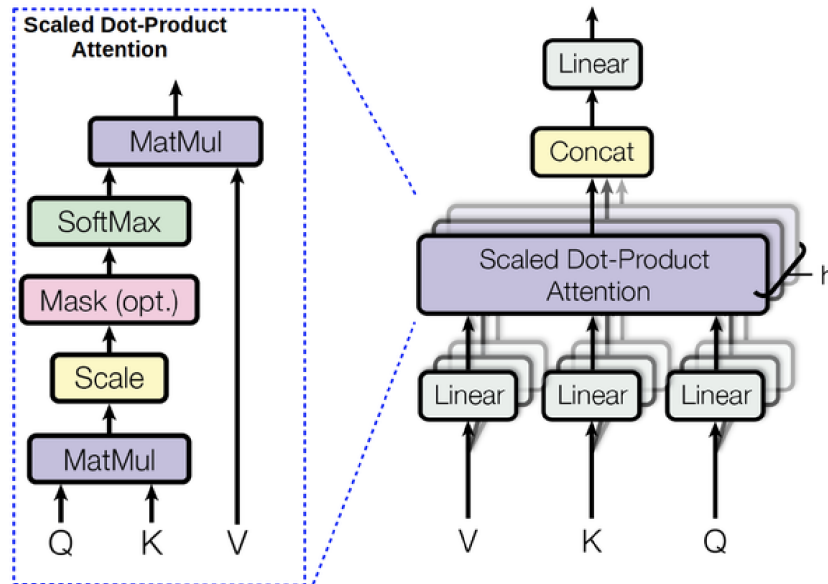 Scaled Dot-Product
Attention
MatMul
SoftMax
Mask (opt.)
Scale
MatMul
Q K V
Linear
Concat
Scaled Dot-Product
Attention
h
Linear Linear Linear
V K Q